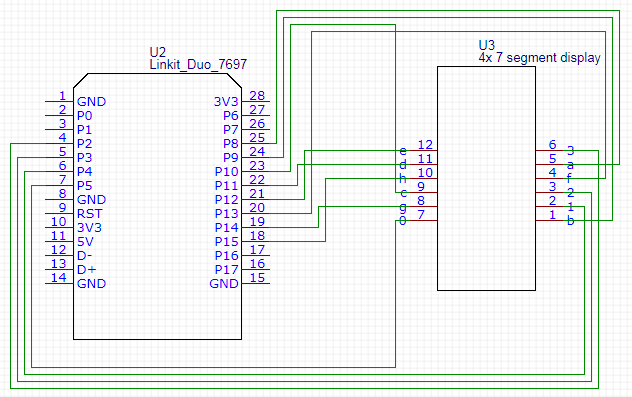 U2
Linkit_Duo_7697
1 GND 3V3 28
2 P0 P6 27
3 P1 P7 26
4 P2 P8 25
5 P3 P9 24
6 P4 P10 23
7 P5 P11 22
8 GND P12 21
9 RST P13 20
10 3V3 P14 19
11 5V P15 18
12 D- P16 17
13 D+ P17 16
14 GND GND 15
U3
4x 7 segment display
e 12 6 3
d 11 5 a
h 10 4 f
c 9 3 2
g 8 2 1
0 7 1 b